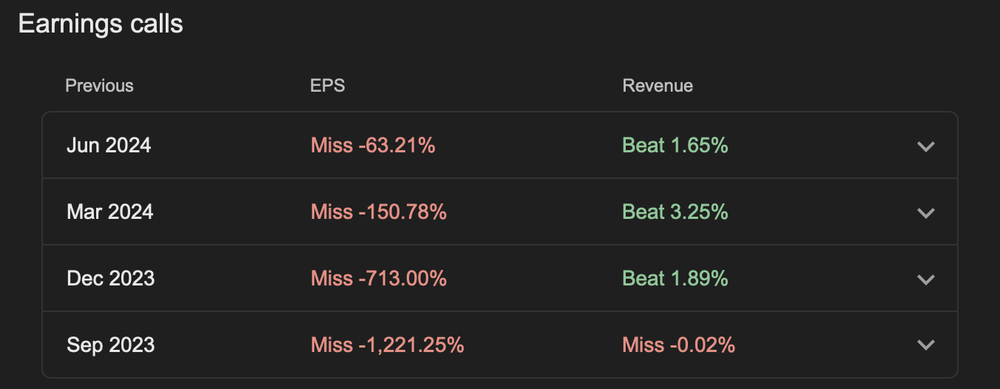 Earnings calls
Previous EPS Revenue
Jun 2024 Miss -63.21% Beat 1.65%
Mar 2024 Miss -150.78% Beat 3.25%
Dec 2023 Miss -713.00% Beat 1.89%
Sep 2023 Miss -1,221.25% Miss -0.02%